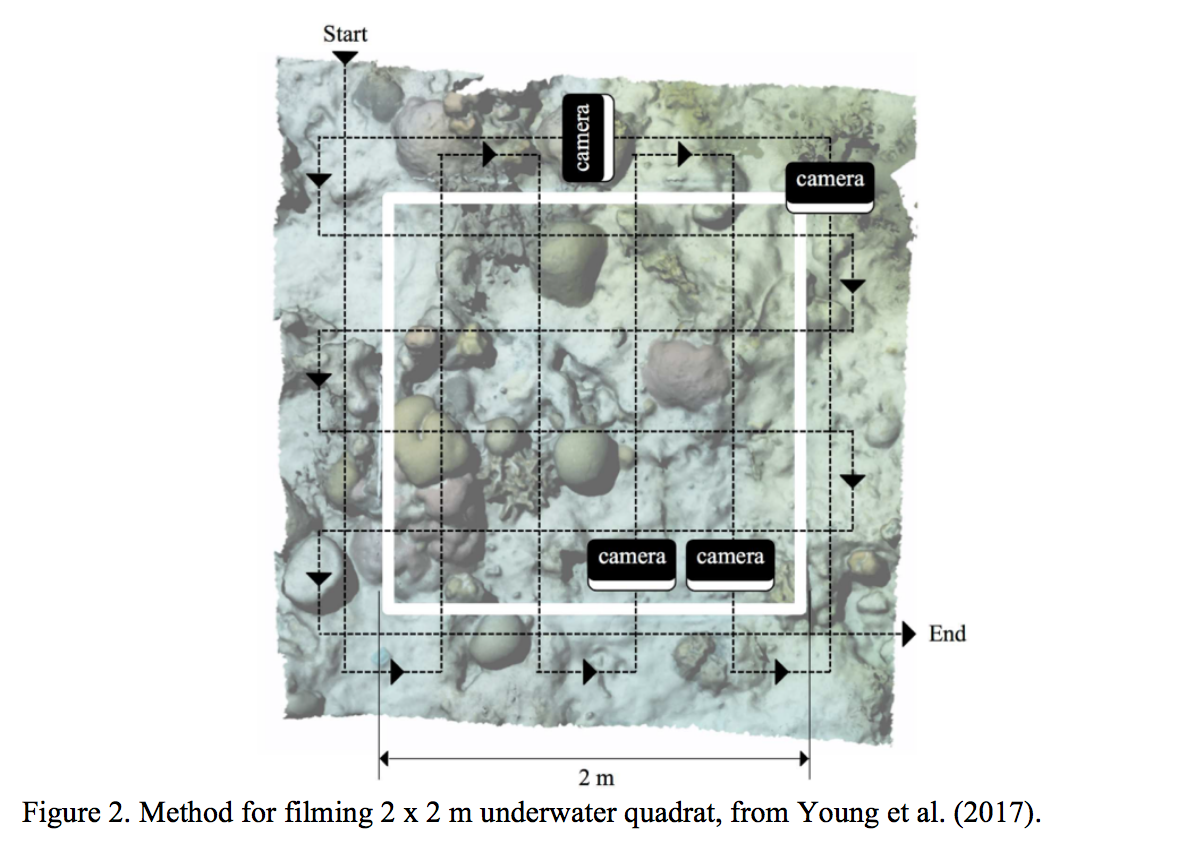 Start
camera
camera
camera
camera
End
2 m
Figure 2. Method for filming 2 x 2 m underwater quadrat, from Young et al. (2017).